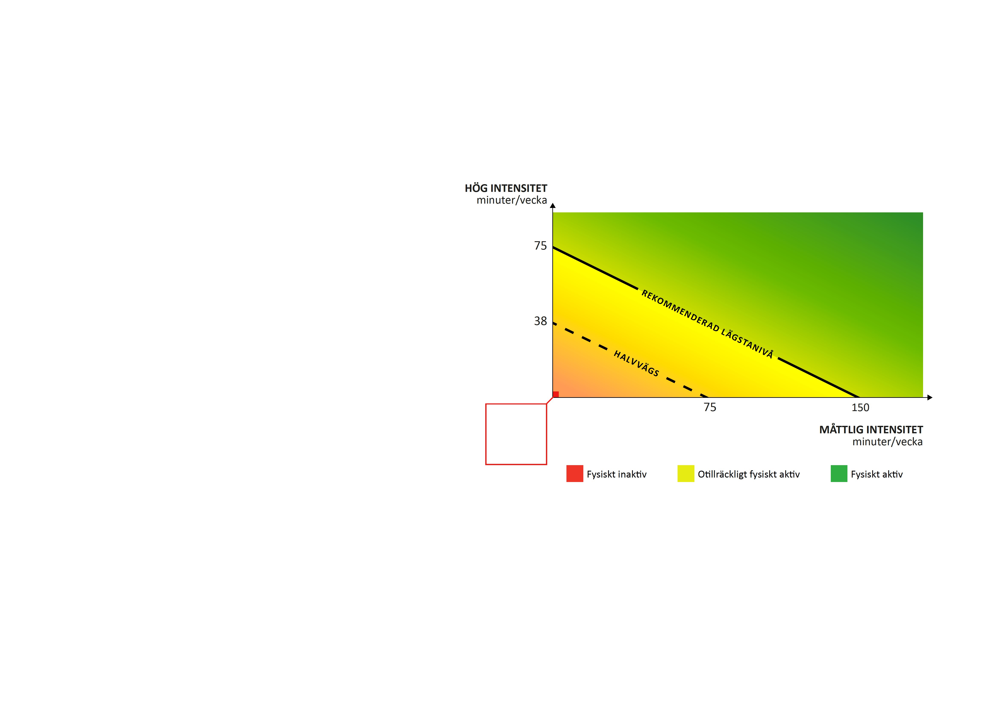 HÖG INTENSITET
minuter/vecka
75
REKOMMENDERAD LÄGSTANIVÅ
38
HALVVÄGS
75
150
MÅTTLIG INTENSITET
minuter/vecka
Fysiskt inaktiv
Otillräckligt fysiskt aktiv
Fysiskt aktiv